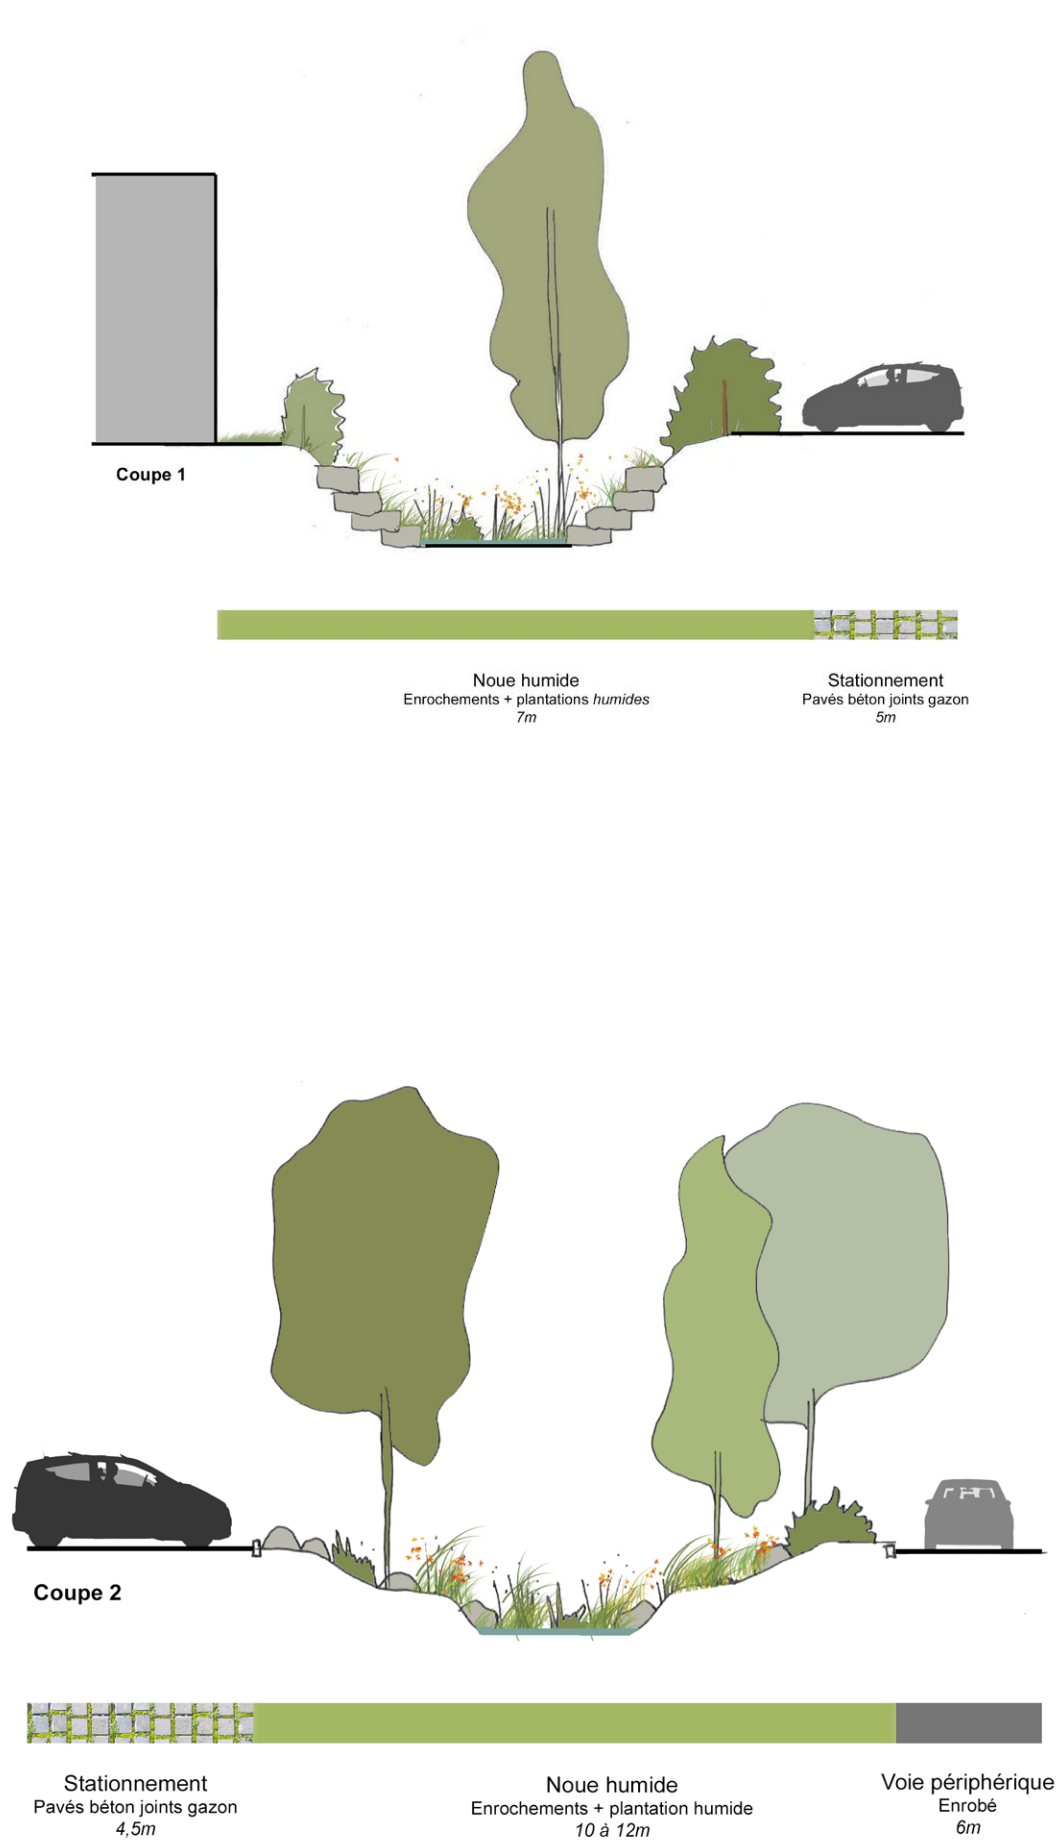 Coupe 1
Noue humide
Enrochements + plantations humides
7m
Stationnement
Pavés béton joints gazon
5m
Coupe 2
Stationnement
Pavés béton joints gazon
4,5m
Noue humide
Enrochements + plantation humide
10 à 12m
Voie périphérique
Enrobé
6m